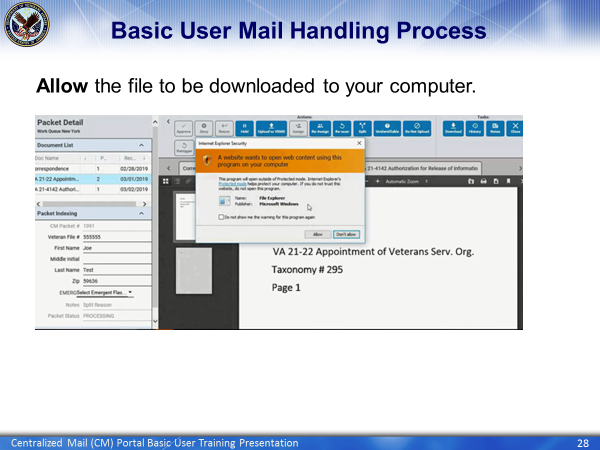 Basic User Mail Handling Process
Allow the file to be downloaded to your computer.
Packet Detail
Work Queue New York
Document List
Doc Name P... Rec...
orrespondence 1 02/28/2019
A 21-22 Appointm... 2 03/01/2019
A 21-4142 Authori... 1 03/02/2019
Packet Indexing
CM Packet # 1041
Veteran File # 555555
First Name Joe
Middle Initial
Last Name Test
Zip 59636
EMERG Select Emergent Flas...
Notes Split Reason
Packet Status PROCESSING
Actions: Tasks:
Hold Upload to VBMS Assign Re-Assign Re-scan Split Unidentifiable Do Not Upload Download History Notes Close
Internet Explorer Security
A website wants to open web content using this
program on your computer
This program will open outside of Protected mode. Internet Explorer's
Protected mode helps protect your computer. If you do not trust this
website, do not open this program.
Name: File Explorer
Publisher: Microsoft Windows
Do not show me the warning for this program again
Allow Don't allow
Corre
21-4142 Authorization for Release of Informatio
Automatic Zoom
VA 21-22 Appointment of Veterans Serv. Org.
Taxonomy # 295
Page 1
Centralized Mail (CM) Portal Basic User Training Presentation 28